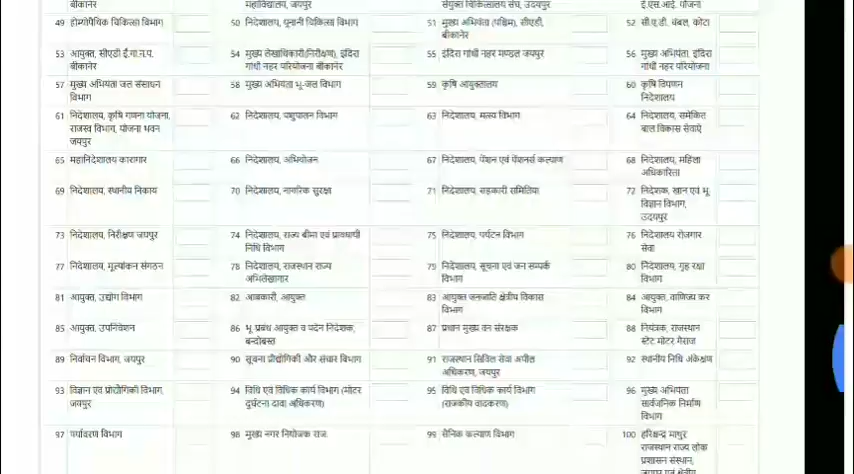 बीकानेर महाविद्यालय, जयपुर संयुक्त चिकित्सालय संघ, उदयपुर ई.एस.आई. योजना
49 होम्योपैथिक चिकित्सा विभाग 50 निदेशालय, यूनानी चिकित्सा विभाग 51 मुख्य अभियंता (पश्चिम), सीएडी, 52 सी.ए.डी. चंबल, कोटा
बीकानेर
53 आयुक्त, सीएडी ई.गा.न.प. 54 मुख्य लेखाधिकारी(निरीक्षण), इंदिरा 55 इंदिरा गांधी नहर मण्डल जयपुर 56 मुख्य अभियंता, इंदिरा
बीकानेर गांधी नहर परियोजना बीकानेर गांधी नहर परियोजना
57 मुख्य अभियंता जल संसाधन 58 मुख्य अभियंता भू-जल विभाग 59 कृषि आयुक्तालय 60 कृषि विपणन
विभाग निदेशालय
61 निदेशालय, कृषि गणना योजना, 62 निदेशालय, पशुपालन विभाग 63 निदेशालय, मत्स्य विभाग 64 निदेशालय, समेकित
राजस्व विभाग, योजना भवन बाल विकास सेवाऐं
जयपुर
65 महानिदेशालय कारागार 66 निदेशालय, अभियोजन 67 निदेशालय, पेंशन एवं पेंशनर्स कल्याण 68 निदेशालय, महिला
अधिकारिता
69 निदेशालय, स्थानीय निकाय 70 निदेशालय, नागरिक सुरक्षा 71 निदेशालय, सहकारी समितियां 72 निदेशक, खान एवं भू
विज्ञान विभाग,
उदयपुर
73 निदेशालय, निरीक्षण जयपुर 74 निदेशालय, राज्य बीमा एवं प्रावधायी 75 निदेशालय, पर्यटन विभाग 76 निदेशालय रोजगार
निधि विभाग सेवा
77 निदेशालय, मूल्यांकन संगठन 78 निदेशालय, राजस्थान राज्य 79 निदेशालय, सूचना एवं जन सम्पर्क 80 निदेशालय, गृह रक्षा
अभिलेखागार विभाग विभाग
81 आयुक्त, उद्योग विभाग 82 आबकारी, आयुक्त 83 आयुक्त जनजाति क्षेत्रीय विकास 84 आयुक्त, वाणिज्य कर
विभाग विभाग
85 आयुक्त, उपनिवेशन 86 भू. प्रबंध आयुक्त व पदेन निदेशक, 87 प्रधान मुख्य वन संरक्षक 88 नियंत्रक, राजस्थान
बन्दोबस्त स्टेट मोटर गैराज
89 निर्वाचन विभाग, जयपुर 90 सूचना प्रौद्योगिकी और संचार विभाग 91 राजस्थान सिविल सेवा अपील 92 स्थानीय निधि अंकेक्षण
अधिकरण, जयपुर
93 विज्ञान एवं प्रौद्योगिकी विभाग, 94 विधि एवं विधिक कार्य विभाग (मोटर 95 विधि एवं विधिक कार्य विभाग 96 मुख्य अभियंता
जयपुर दुर्घटना दावा अधिकरण) (राजकीय वादकरण) सार्वजनिक निर्माण
विभाग
97 पर्यावरण विभाग 98 मुख्य नगर नियोजक राज. 99 सैनिक कल्याण विभाग 100 हरिश्चन्द्र माथुर
राजस्थान राज्य लोक
प्रशासन संस्थान,
जयपुर एवं क्षेत्रीय